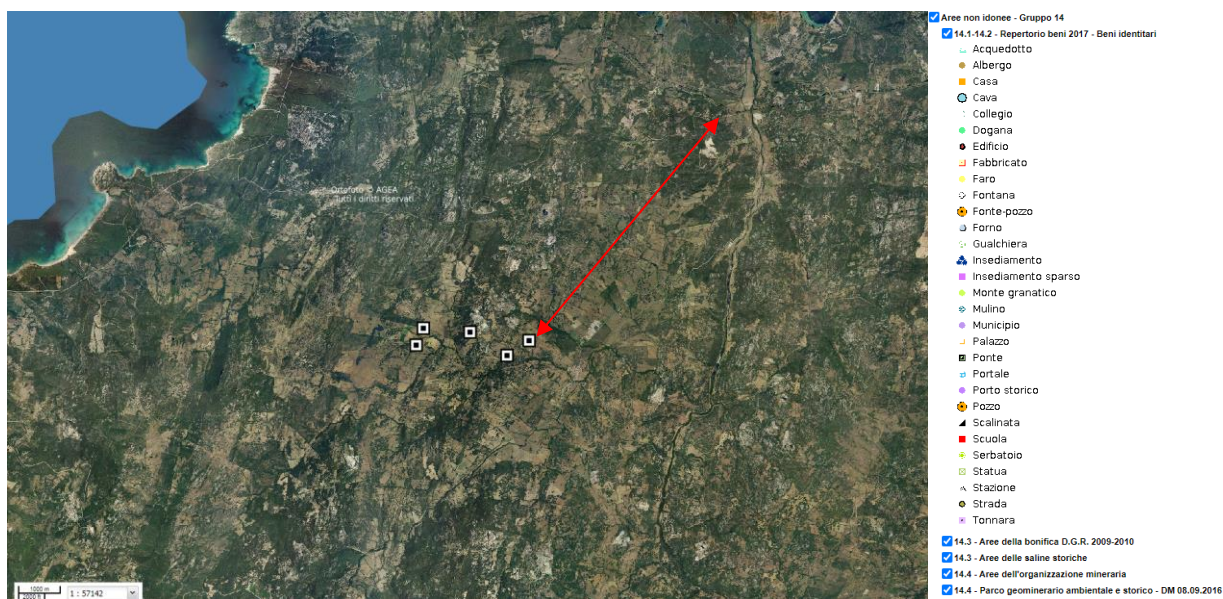 Aree non idonee - Gruppo 14
14.1-14.2 - Repertorio beni 2017 - Beni identitari
Acquedotto
Albergo
Casa
Cava
Collegio
Dogana
Edificio
Fabbricato
Faro
Fontana
Fonte-pozzo
Forno
Gualchiera
Insediamento
Insediamento sparso
Monte granatico
Mulino
Municipio
Palazzo
Ponte
Portale
Porto storico
Pozzo
Scalinata
Scuola
Serbatoio
Statua
Stazione
Strada
Tonnara
14.3 - Aree della bonifica D.G.R. 2009-2010
14.3 - Aree delle saline storiche
14.4 - Aree dell'organizzazione mineraria
14.4 - Parco geominerario ambientale e storico - DM 08.09.2016
Ortofoto © AGEA
Tutti i diritti riservati
1000 m
2000 ft
1 : 57142